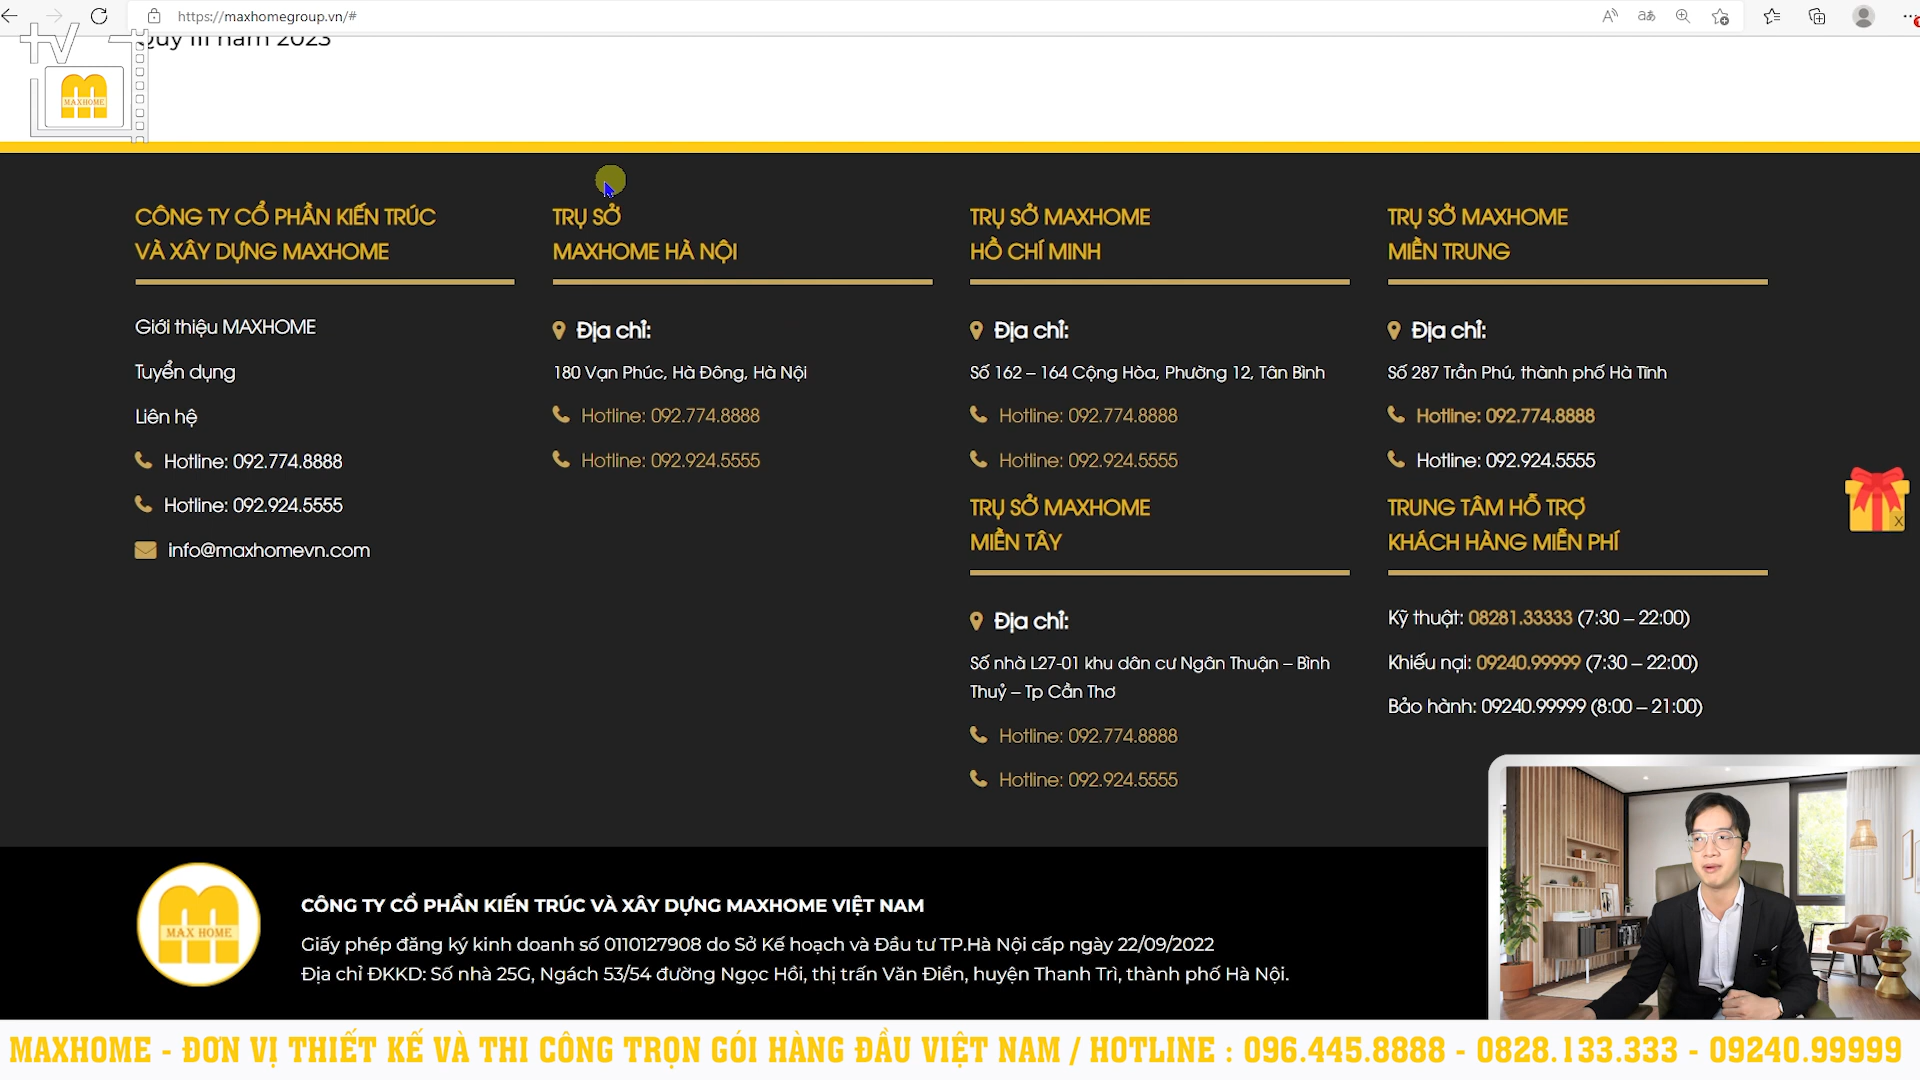 https://maxhomegroup.vn/#
Quý III năm 2023
tv
MAXHOME
CÔNG TY CỔ PHẦN KIẾN TRÚC
VÀ XÂY DỰNG MAXHOME
Giới thiệu MAXHOME
Tuyển dụng
Liên hệ
Hotline: 092.774.8888
Hotline: 092.924.5555
info@maxhomevn.com
TRỤ SỞ
MAXHOME HÀ NỘI
Địa chỉ:
180 Vạn Phúc, Hà Đông, Hà Nội
Hotline: 092.774.8888
Hotline: 092.924.5555
TRỤ SỞ MAXHOME
HỒ CHÍ MINH
Địa chỉ:
Số 162 – 164 Cộng Hòa, Phường 12, Tân Bình
Hotline: 092.774.8888
Hotline: 092.924.5555
TRỤ SỞ MAXHOME
MIỀN TÂY
Địa chỉ:
Số nhà L27-01 khu dân cư Ngân Thuận – Bình
Thuỷ – Tp Cần Thơ
Hotline: 092.774.8888
Hotline: 092.924.5555
TRỤ SỞ MAXHOME
MIỀN TRUNG
Địa chỉ:
Số 287 Trần Phú, thành phố Hà Tĩnh
Hotline: 092.774.8888
Hotline: 092.924.5555
TRUNG TÂM HỖ TRỢ
KHÁCH HÀNG MIỄN PHÍ
Kỹ thuật: 08281.33333 (7:30 – 22:00)
Khiếu nại: 09240.99999 (7:30 – 22:00)
Bảo hành: 09240.99999 (8:00 – 21:00)
X
MAX HOME
CÔNG TY CỔ PHẦN KIẾN TRÚC VÀ XÂY DỰNG MAXHOME VIỆT NAM
Giấy phép đăng ký kinh doanh số 0110127908 do Sở Kế hoạch và Đầu tư TP.Hà Nội cấp ngày 22/09/2022
Địa chỉ ĐKKD: Số nhà 25G, Ngách 53/54 đường Ngọc Hồi, thị trấn Văn Điển, huyện Thanh Trì, thành phố Hà Nội.
MAXHOME - ĐƠN VỊ THIẾT KẾ VÀ THI CÔNG TRỌN GÓI HÀNG ĐẦU VIỆT NAM / HOTLINE : 096.445.8888 - 0828.133.333 - 09240.99999